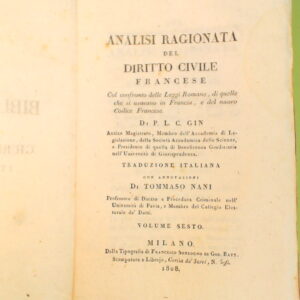 ANALISI RAGIONATA
DEL
DIRITTO CIVILE
FRANCESE
Col confronto delle Leggi Romane, di quelle
che si usavano in Francia, e del nuovo
Codice Francese
Di P. L. C. GIN
Antico Magistrato, Membro dell'Accademia di Le-
gislazione, della Società Accademica delle Scienze,
e Presidente di quella di beneficenza Giudiciaria
nell'Università di Giurisprudenza.
TRADUZIONE ITALIANA
CON ANNOTAZIONI
Di TOMMASO NANI
Professore di Diritto e Procedura Criminale nell'
Università di Pavia, e Membro del Collegio Elet-
torale de' Dotti.
VOLUME SESTO.
MILANO.
Dalla Tipografia di FRANCESCO SONZOGNO di Gio. Batt.
Stampatore e Librajo, Corsia de' Servi, N.
1808.
BIB